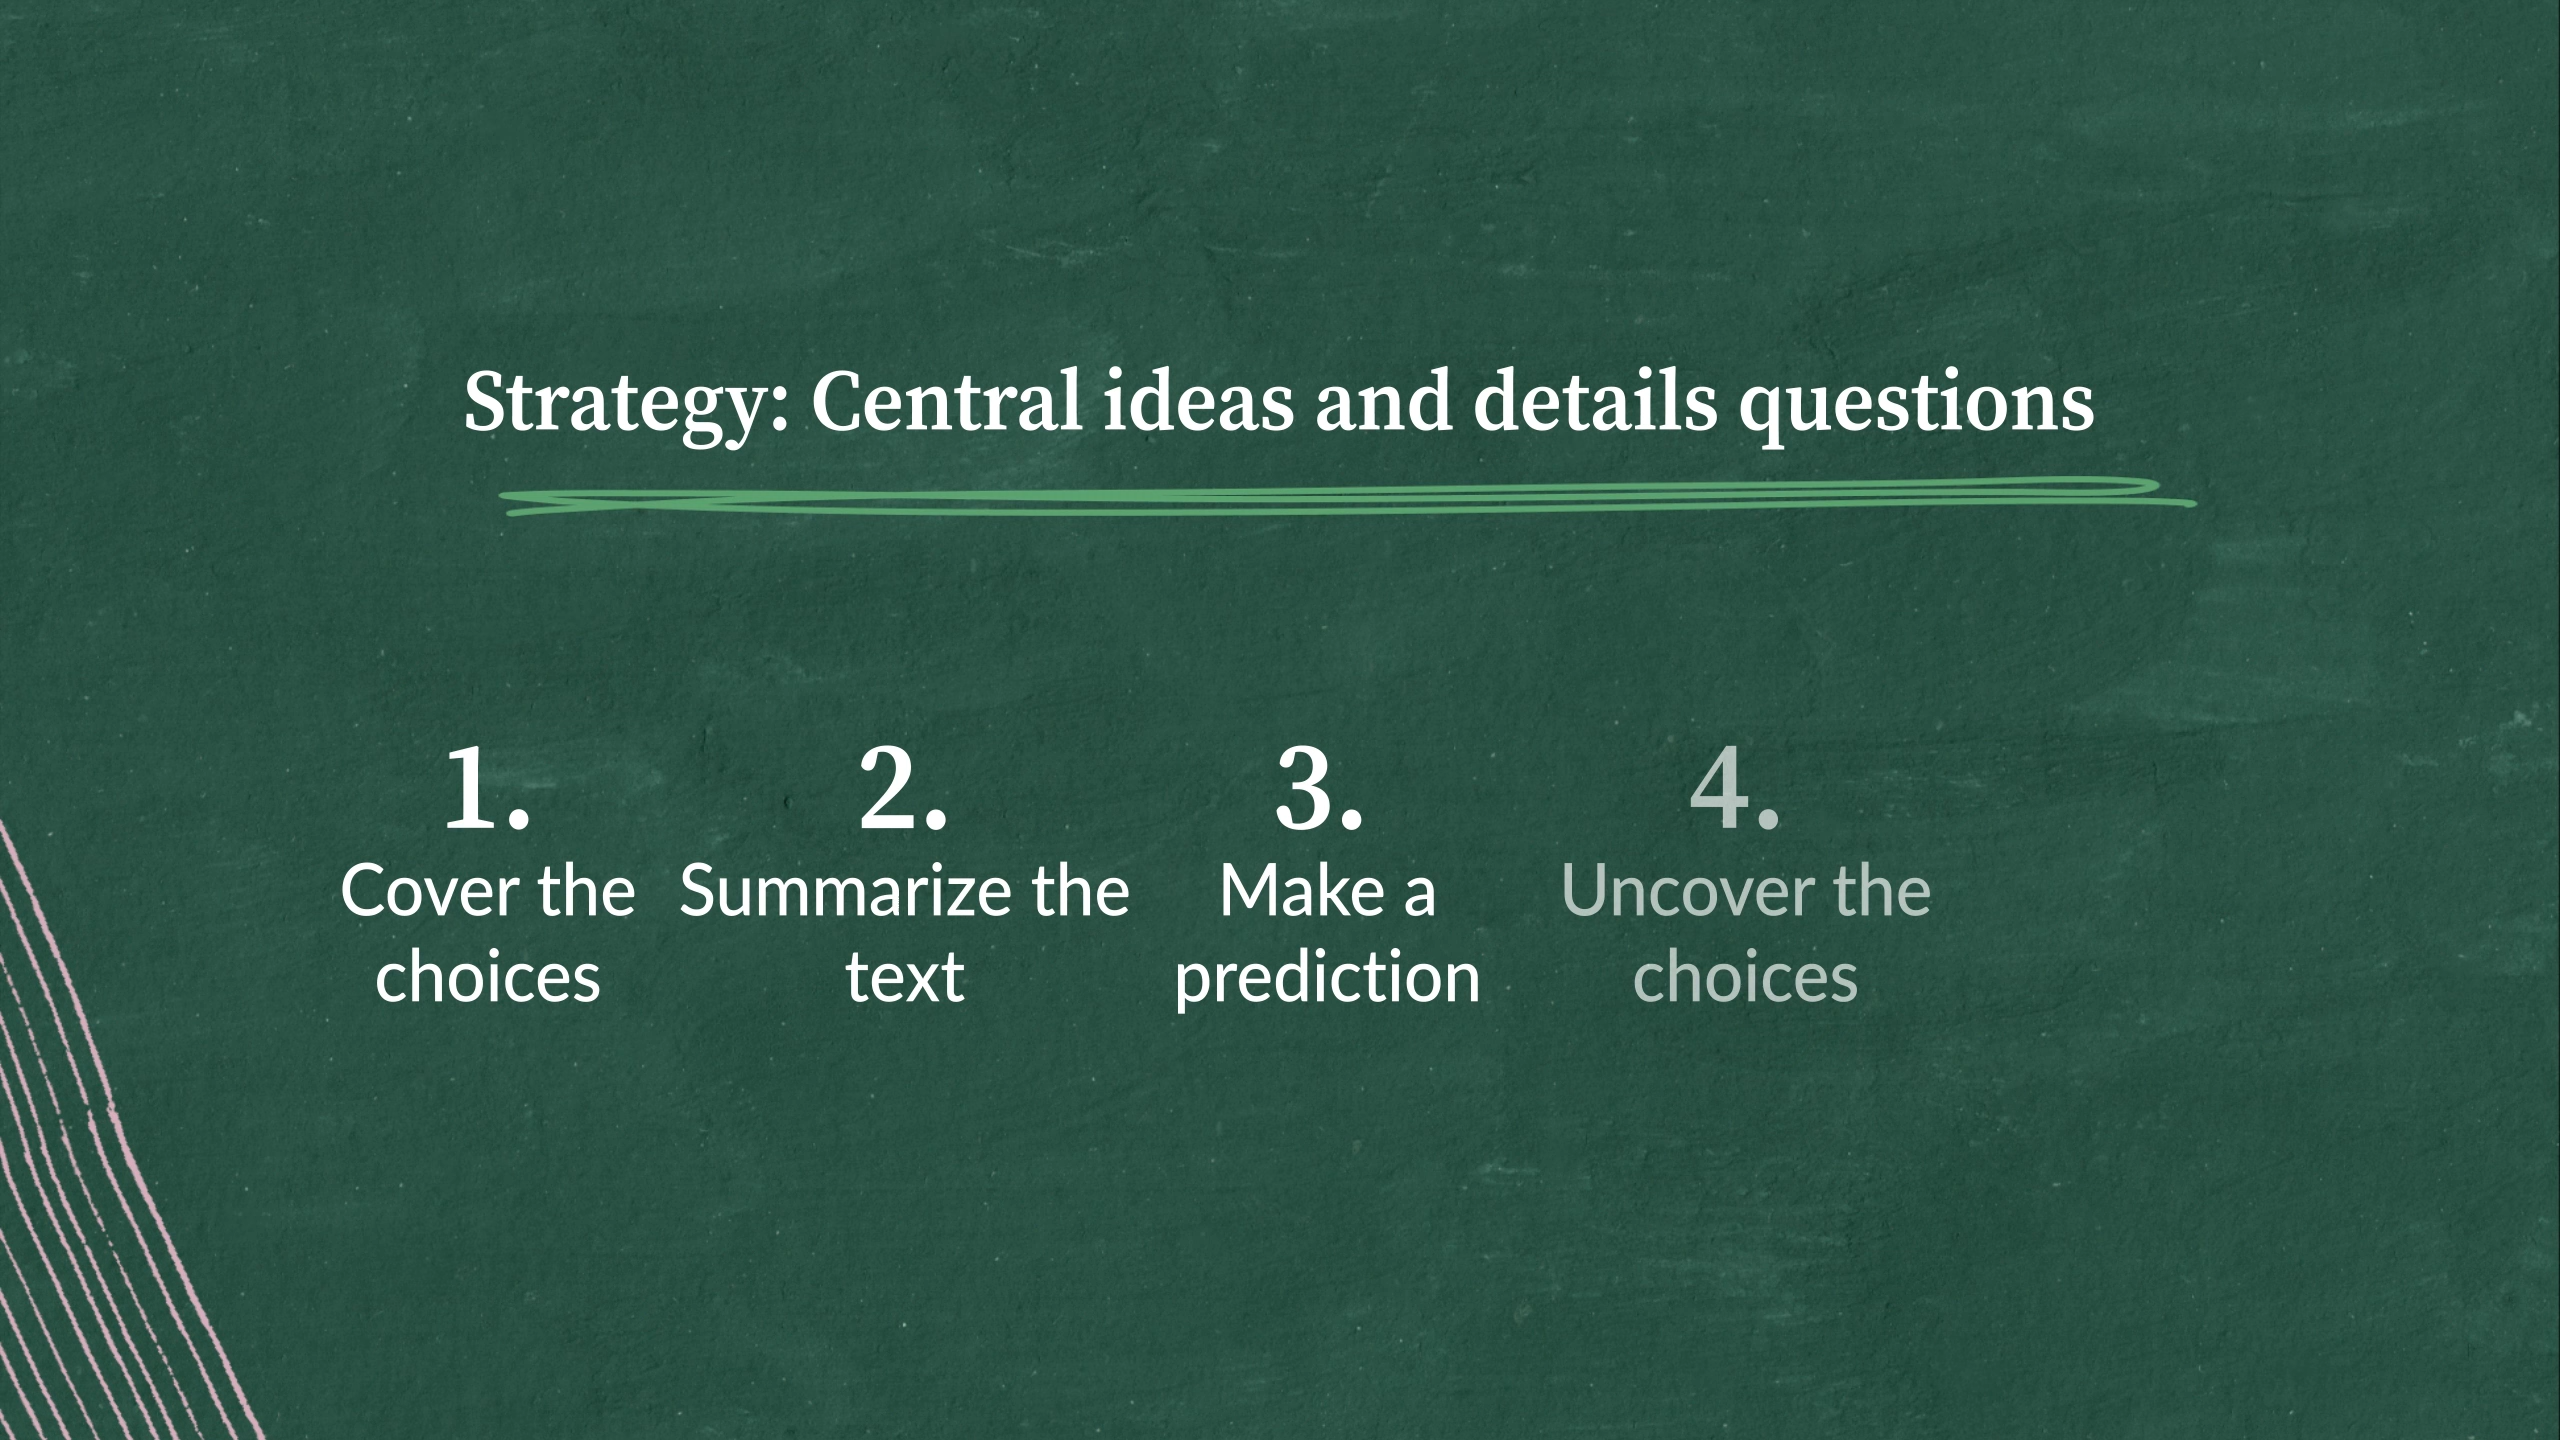 Strategy: Central ideas and details questions
1.
Cover the
choices
2.
Summarize the
text
3.
Make a
prediction
4.
Uncover the
choices